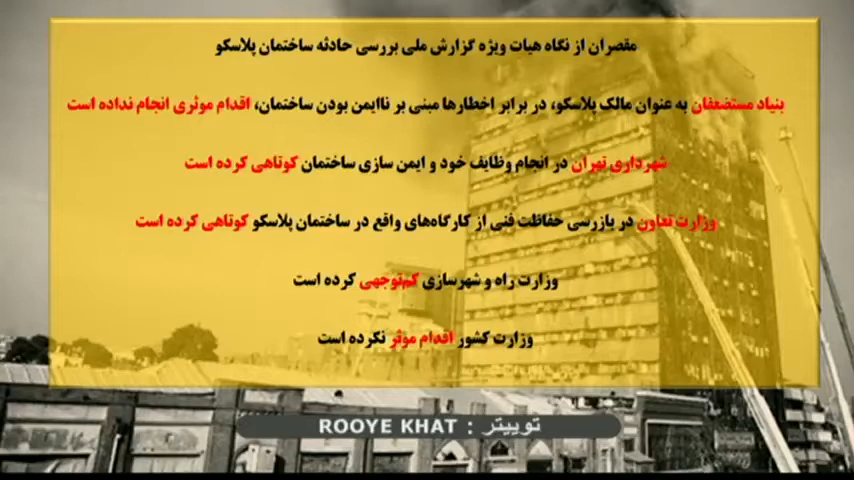 مقصران از نگاه هیات ویژه گزارش ملی بررسی حادثه ساختمان پلاسکو
بنیاد مستضعفان به عنوان مالک پلاسکو، در برابر اخطارها مبنی بر ناایمن بودن ساختمان، اقدام موثری انجام نداده است
شهرداری تهران در انجام وظایف خود و ایمن سازی ساختمان کوتاهی کرده است
وزارت تعاون در بازرسی حفاظت فنی از کارگاه‌های واقع در ساختمان پلاسکو کوتاهی کرده است
وزارت راه و شهرسازی کم‌توجهی کرده است
وزارت کشور اقدام موثر نکرده است
توییتر : ROOYE KHAT